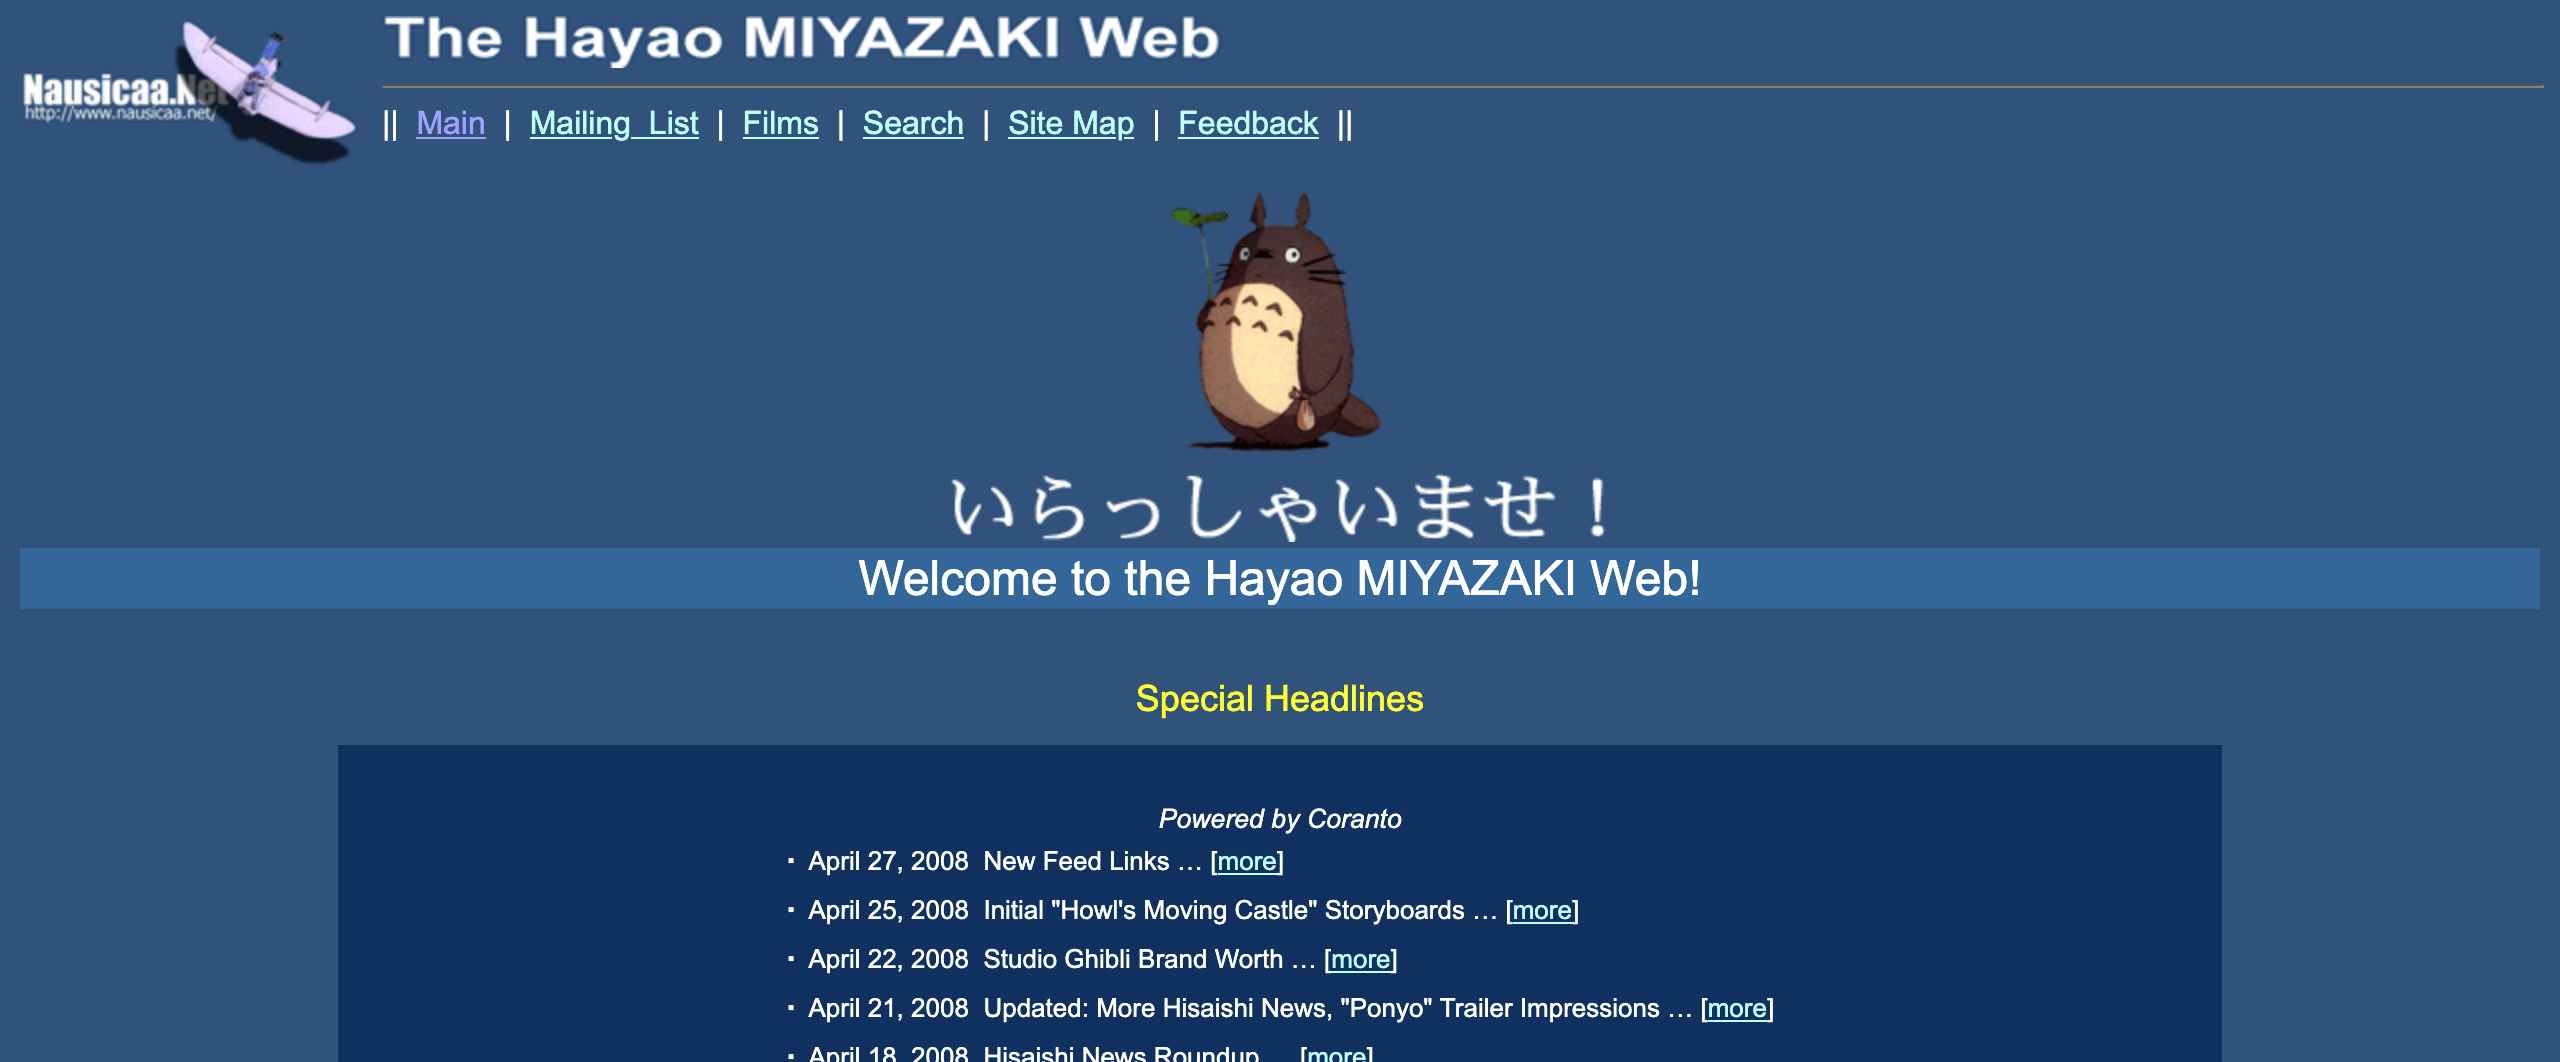 The Hayao MIYAZAKI Web
Nausicaa.Net
http://www.nausicaa.net/
|| Main | Mailing List | Films | Search | Site Map | Feedback ||
いらっしゃいませ！
Welcome to the Hayao MIYAZAKI Web!
Special Headlines
Powered by Coranto
▪ April 27, 2008 New Feed Links … [more]
▪ April 25, 2008 Initial "Howl's Moving Castle" Storyboards … [more]
▪ April 22, 2008 Studio Ghibli Brand Worth … [more]
▪ April 21, 2008 Updated: More Hisaishi News, "Ponyo" Trailer Impressions … [more]
▪ April 18, 2008 Hisaishi News Roundup … [more]